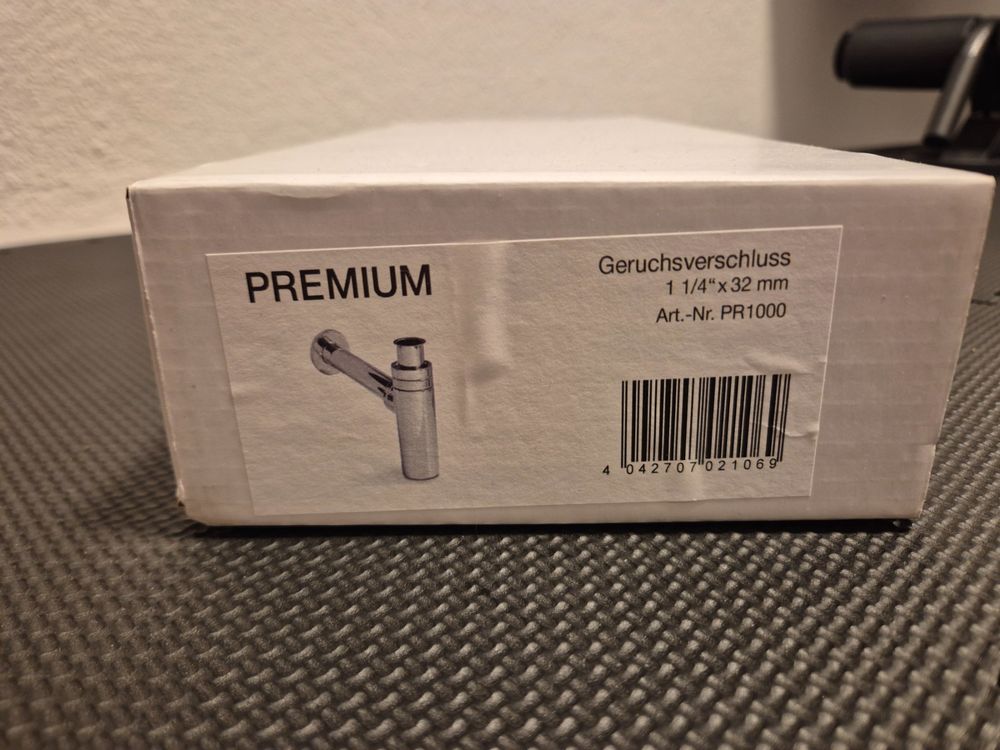 PREMIUM
Geruchsverschluss
1 1/4“ x 32 mm
Art.-Nr. PR1000
4 042707 021069